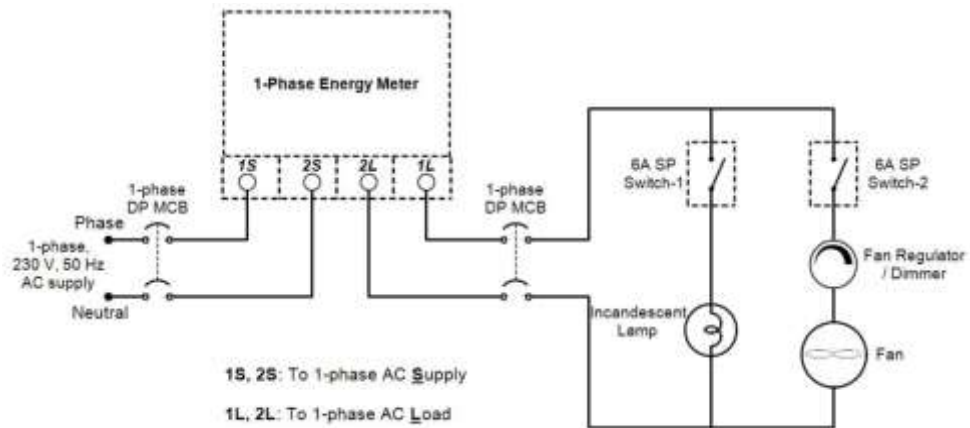 1-Phase Energy Meter
1S 2S 2L 1L
1-phase
DP MCB
1-phase
DP MCB
6A SP
Switch-1
6A SP
Switch-2
Phase
1-phase,
230 V, 50 Hz
AC supply
Neutral
Fan Regulator
/ Dimmer
Incandescent
Lamp
Fan
1S, 2S: To 1-phase AC Supply
1L, 2L: To 1-phase AC Load